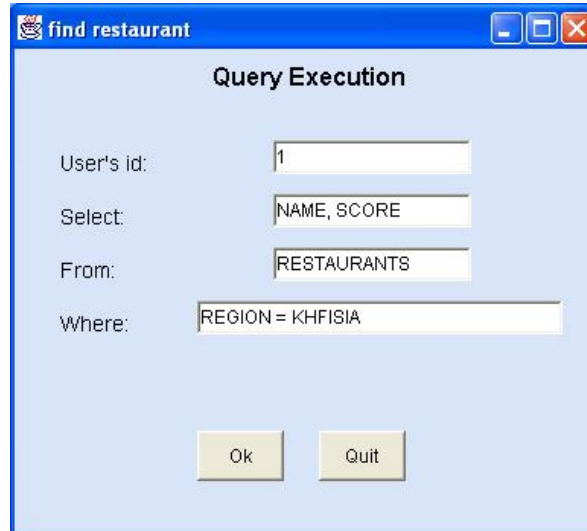 find restaurant
Query Execution
User's id: 1
Select: NAME, SCORE
From: RESTAURANTS
Where: REGION = KHFISIA
Ok Quit